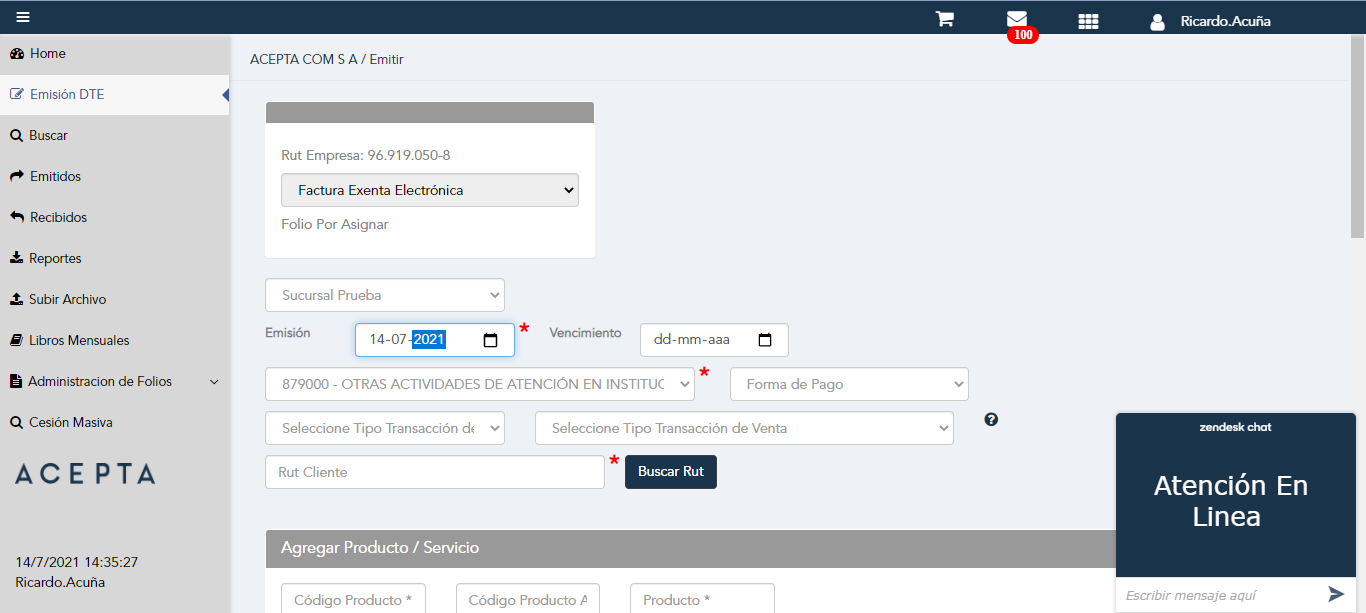 Ricardo.Acuña
100
Home
Emisión DTE
Buscar
Emitidos
Recibidos
Reportes
Subir Archivo
Libros Mensuales
Administracion de Folios
Cesión Masiva
ACEPTA
14/7/2021 14:35:27
Ricardo.Acuña
ACEPTA COM S A / Emitir
Rut Empresa: 96.919.050-8
Factura Exenta Electrónica
Folio Por Asignar
Sucursal Prueba
Emisión 14-07-2021 * Vencimiento dd-mm-aaa
879000 - OTRAS ACTIVIDADES DE ATENCIÓN EN INSTITUC * Forma de Pago
Seleccione Tipo Transacción de Seleccione Tipo Transacción de Venta ?
Rut Cliente * Buscar Rut
Agregar Producto / Servicio
Código Producto * Código Producto A Producto *
zendesk chat
Atención En
Linea
Escribir mensaje aquí